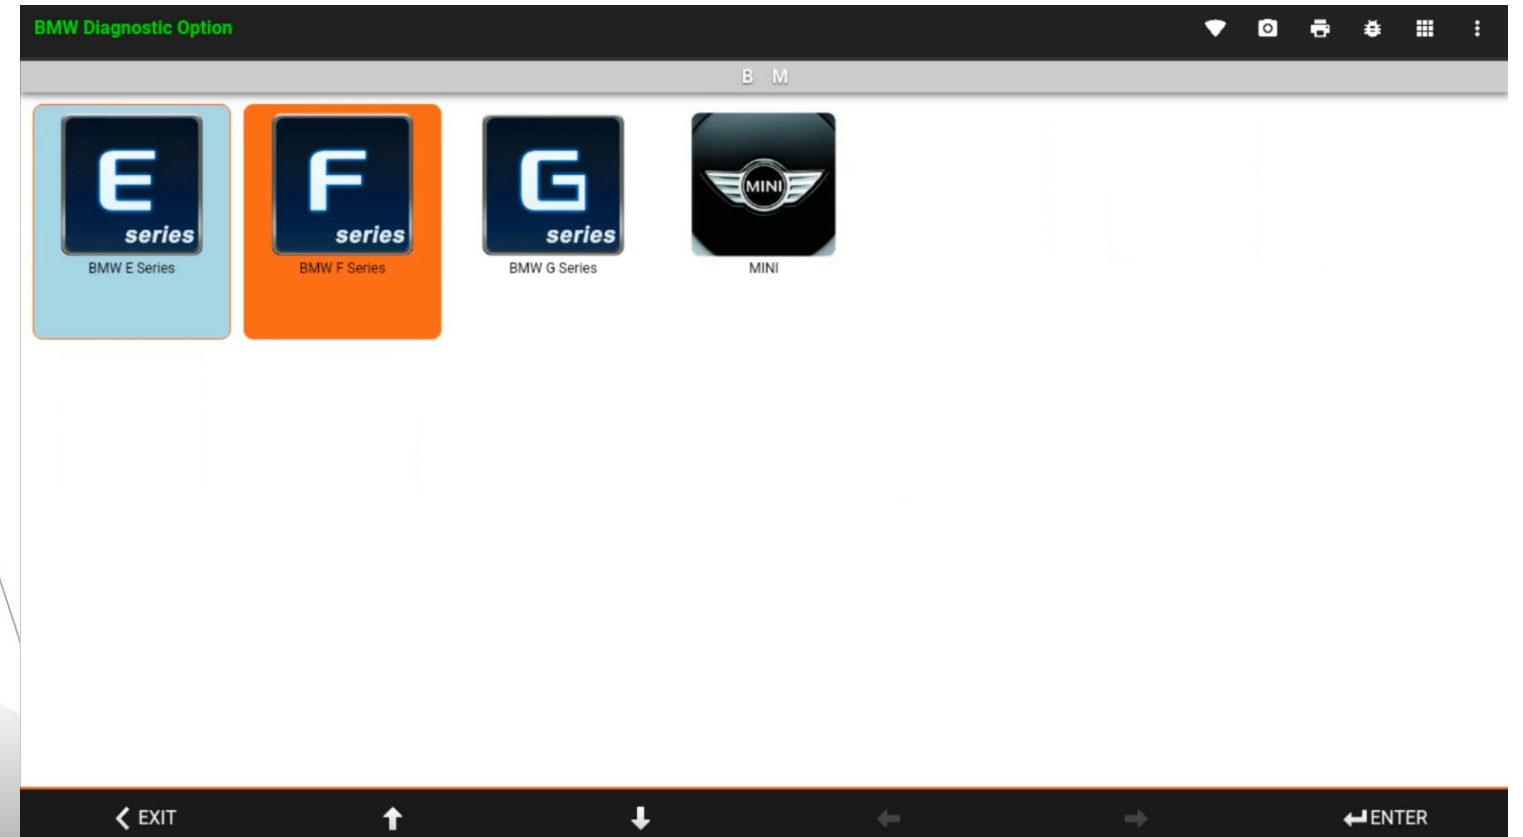 BMW Diagnostic Option
B M
E series
F series
G series
MINI
BMW E Series
BMW F Series
BMW G Series
MINI
EXIT
ENTER